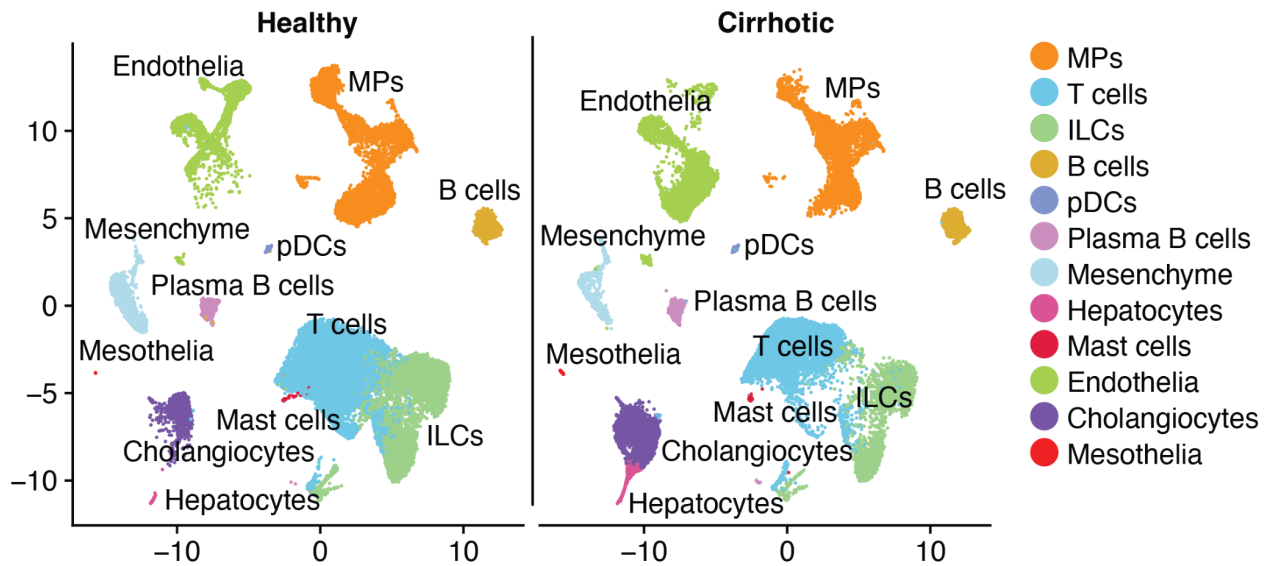 Healthy
Cirrhotic
Endothelia
MPs
B cells
Mesenchyme
pDCs
Plasma B cells
T cells
Mesothelia
Mast cells
ILCs
Cholangiocytes
Hepatocytes
10
5
0
−5
−10
−10
0
10
Endothelia
MPs
B cells
Mesenchyme
pDCs
Plasma B cells
T cells
Mesothelia
ILCs
Mast cells
Cholangiocytes
Hepatocytes
−10
0
10
MPs
T cells
ILCs
B cells
pDCs
Plasma B cells
Mesenchyme
Hepatocytes
Mast cells
Endothelia
Cholangiocytes
Mesothelia